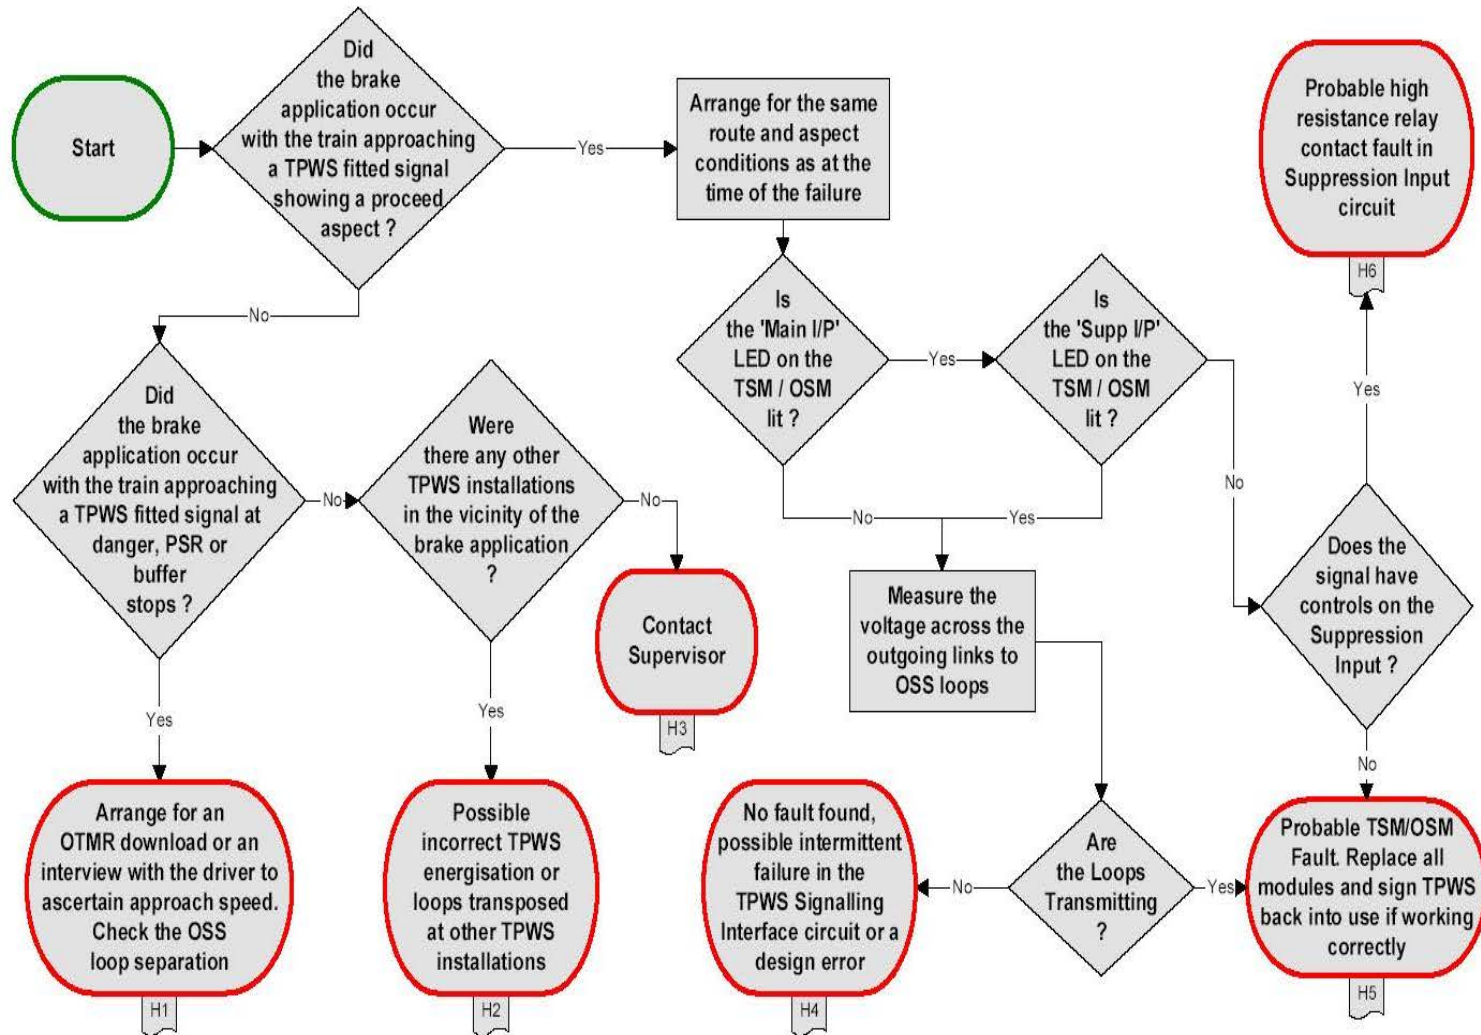 Start
Did
the brake
application occur
with the train approaching
a TPWS fitted signal
showing a proceed
aspect ?
Yes
Arrange for the same
route and aspect
conditions as at the
time of the failure
Probable high
resistance relay
contact fault in
Suppression Input
circuit
H6
No
Is
the 'Main I/P'
LED on the
TSM / OSM
lit ?
Yes
Is
the 'Supp I/P'
LED on the
TSM / OSM
lit ?
Yes
No
Did
the brake
application occur
with the train approaching
a TPWS fitted signal at
danger, PSR or
buffer
stops ?
No
Were
there any other
TPWS installations
in the vicinity of the
brake application
?
No
No
Yes
Does the
signal have
controls on the
Suppression
Input ?
Contact
Supervisor
H3
Measure the
voltage across the
outgoing links to
OSS loops
Yes
Yes
No
Arrange for an
OTMR download or an
interview with the driver to
ascertain approach speed.
Check the OSS
loop separation
H1
Possible
incorrect TPWS
energisation or
loops transposed
at other TPWS
installations
H2
No fault found,
possible intermittent
failure in the
TPWS Signalling
Interface circuit or a
design error
H4
No
Are
the Loops
Transmitting
?
Yes
Probable TSM/OSM
Fault. Replace all
modules and sign TPWS
back into use if working
correctly
H5